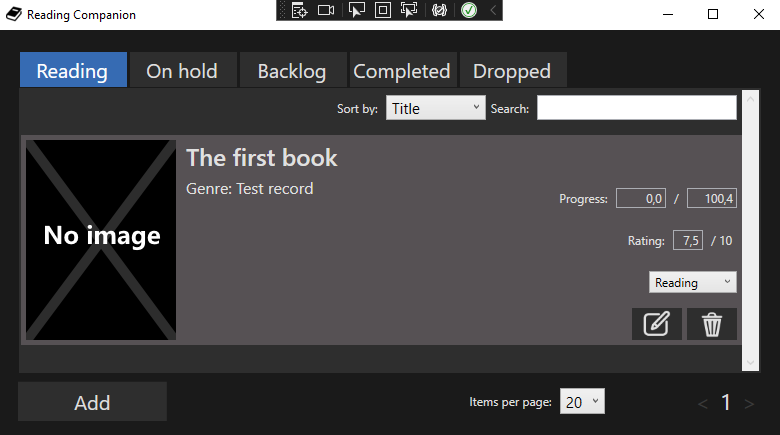 Reading Companion
Reading On hold Backlog Completed Dropped
Sort by: Title Search:
The first book
Genre: Test record
No image
Progress: 0,0 / 100,4
Rating: 7,5 / 10
Reading
Add Items per page: 20 < 1 >